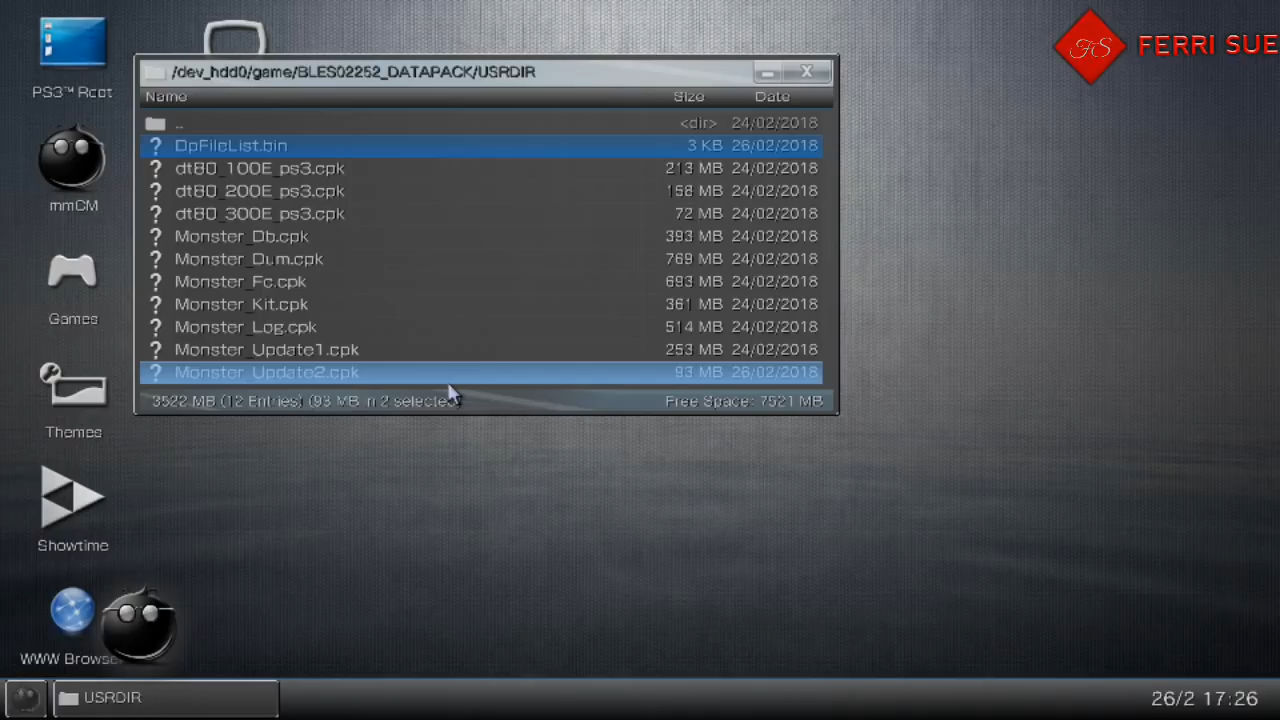 PS3™ Root
FS
FERRI SUE
/dev_hdd0/game/BLES02252_DATAPACK/USRDIR
Name Size Date
.. <dir> 24/02/2018
? DpFileList.bin 3 KB 26/02/2018
? dt80_100E_ps3.cpk 213 MB 24/02/2018
? dt80_200E_ps3.cpk 158 MB 24/02/2018
? dt80_300E_ps3.cpk 72 MB 24/02/2018
? Monster_Db.cpk 393 MB 24/02/2018
? Monster_Dum.cpk 769 MB 24/02/2018
? Monster_Fc.cpk 693 MB 24/02/2018
? Monster_Kit.cpk 361 MB 24/02/2018
? Monster_Log.cpk 514 MB 24/02/2018
? Monster_Update1.cpk 253 MB 24/02/2018
? Monster_Update2.cpk 93 MB 26/02/2018
3522 MB (12 Entries) (93 MB in 2 selected) Free Space: 7521 MB
mmCM
Games
Themes
Showtime
WWW Browse
USRDIR
26/2 17:26